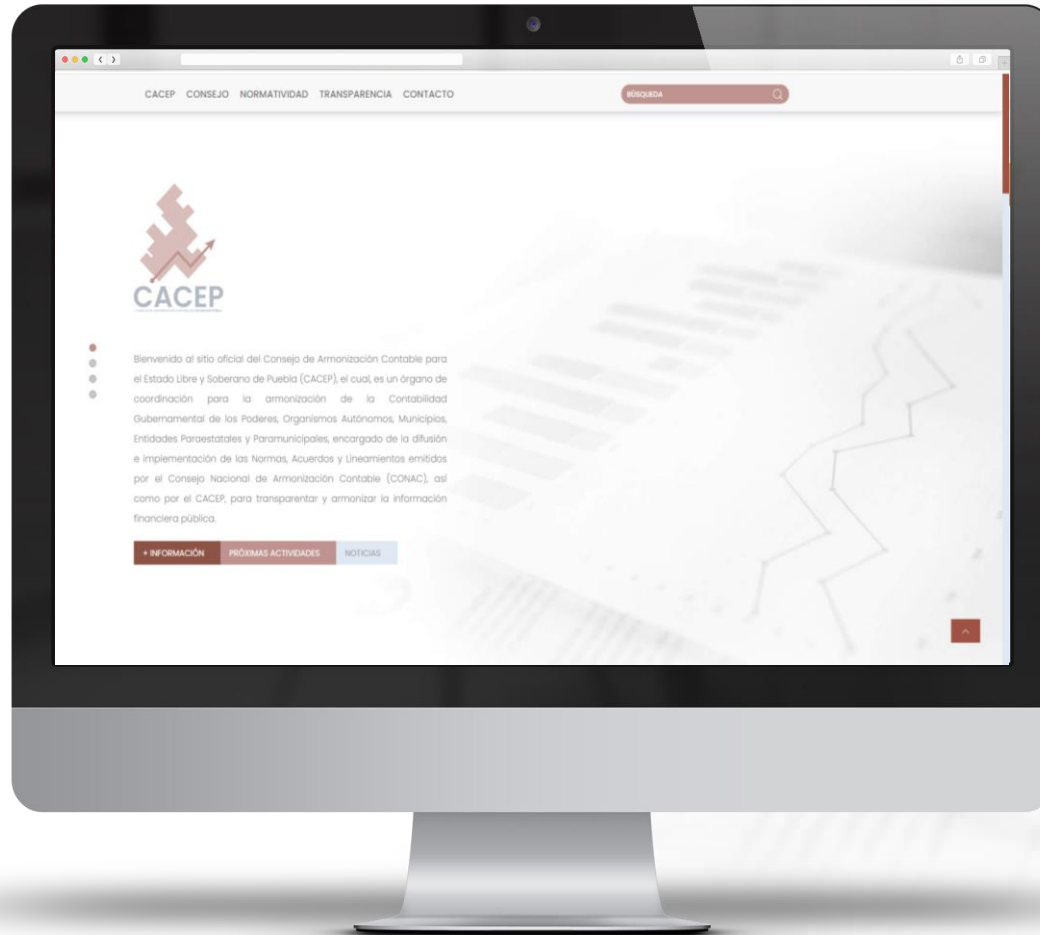 CACEP CONSEJO NORMATIVIDAD TRANSPARENCIA CONTACTO
BÚSQUEDA
CACEP
Bienvenido al sitio oficial del Consejo de Armonización Contable para
el Estado Libre y Soberano de Puebla (CACEP), el cual, es un órgano de
coordinación para la armonización de la Contabilidad
Gubernamental de los Poderes, Organismos Autónomos, Municipios,
Entidades Paraestatales y Paramunicipales, encargado de la difusión
e implementación de las Normas, Acuerdos y Lineamientos emitidos
por el Consejo Nacional de Armonización Contable (CONAC), así
como por el CACEP, para transparentar y armonizar la información
financiera pública.
+ INFORMACIÓN PRÓXIMAS ACTIVIDADES NOTICIAS